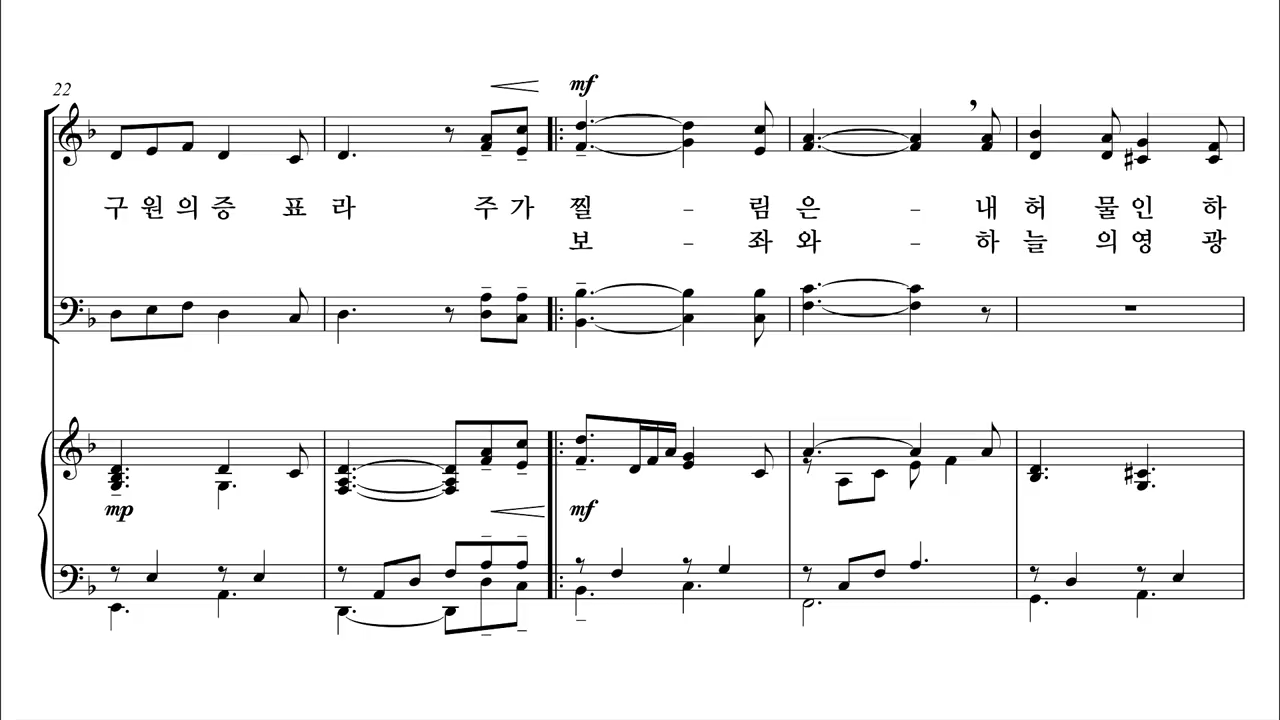 22
mf
구 원 의 증 표 라 주 가 찔 - 림 은 - 내 허 물 인 하
보 - 좌 와 - 하 늘 의 영 광
mp mf